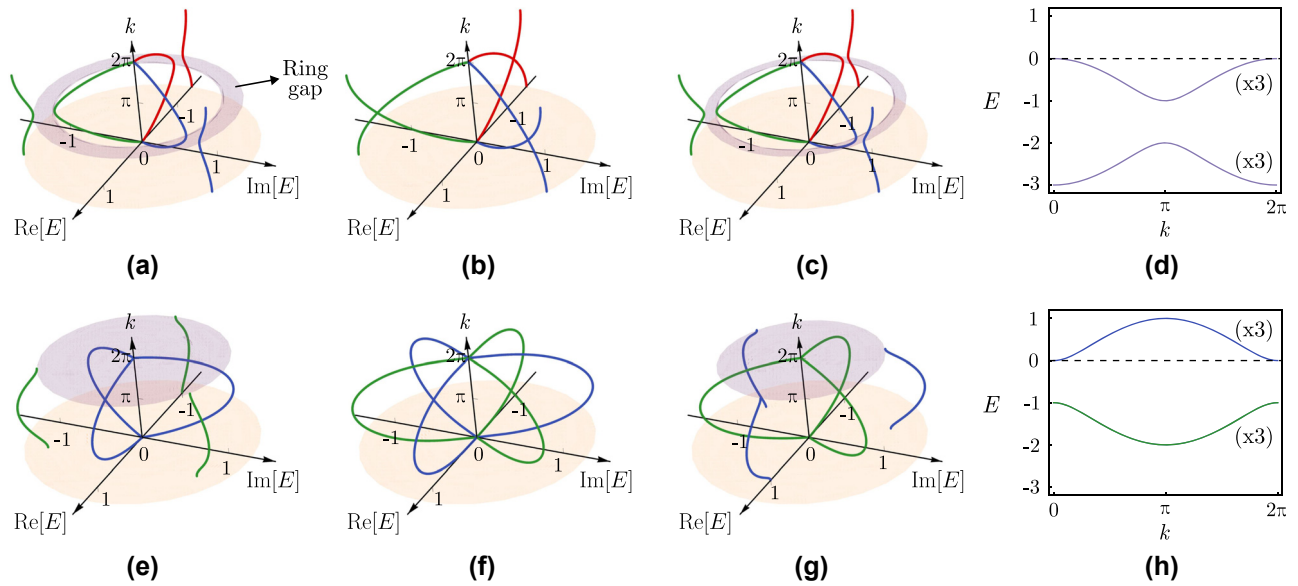 k
2π
Ring
gap
π
-1
-1
0
1
1
Im[E]
Re[E]
(a)
k
2π
π
-1
-1
0
1
1
Im[E]
Re[E]
(b)
k
2π
π
-1
-1
0
1
1
Im[E]
Re[E]
(c)
1
0
E
-1
(x3)
-2
(x3)
-3
0
π
2π
k
(d)
k
2π
π
-1
-1
0
1
1
Im[E]
Re[E]
(e)
k
2π
π
-1
-1
0
1
1
Im[E]
Re[E]
(f)
k
2π
π
-1
-1
0
1
1
Im[E]
Re[E]
(g)
1
(x3)
0
E
-1
-2
(x3)
-3
0
π
2π
k
(h)